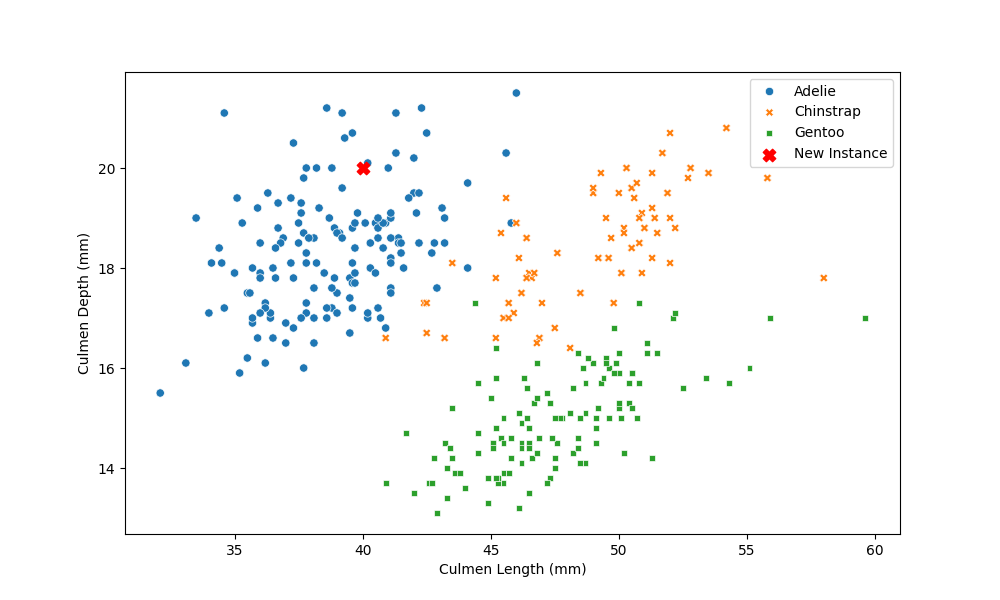 Adelie
Chinstrap
Gentoo
New Instance
Culmen Depth (mm)
20
18
16
14
35 40 45 50 55 60
Culmen Length (mm)